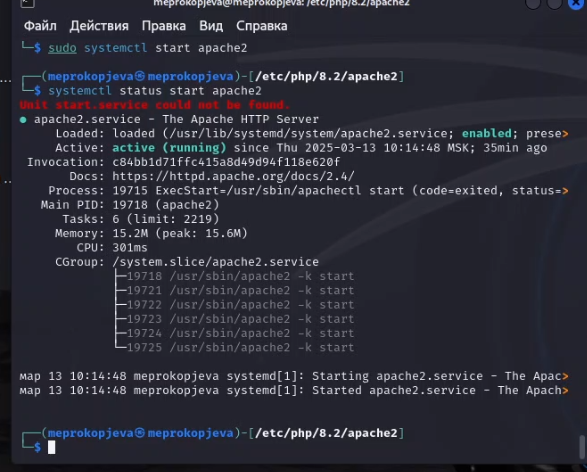 meprokopjeva@meprokopjeva: /etc/php/8.2/apache2
Файл Действия Правка Вид Справка
└─$ sudo systemctl start apache2
┌──(meprokopjeva㉿meprokopjeva)-[/etc/php/8.2/apache2]
└─$ systemctl status start apache2
Unit start.service could not be found.
● apache2.service - The Apache HTTP Server
Loaded: loaded (/usr/lib/systemd/system/apache2.service; enabled; prese>
Active: active (running) since Thu 2025-03-13 10:14:48 MSK; 35min ago
Invocation: c84bb1d71ffc415a8d49d94f118e620f
Docs: https://httpd.apache.org/docs/2.4/
Process: 19715 ExecStart=/usr/sbin/apachectl start (code=exited, status=>
Main PID: 19718 (apache2)
Tasks: 6 (limit: 2219)
Memory: 15.2M (peak: 15.6M)
CPU: 301ms
CGroup: /system.slice/apache2.service
├─19718 /usr/sbin/apache2 -k start
├─19721 /usr/sbin/apache2 -k start
├─19722 /usr/sbin/apache2 -k start
├─19723 /usr/sbin/apache2 -k start
├─19724 /usr/sbin/apache2 -k start
└─19725 /usr/sbin/apache2 -k start
мар 13 10:14:48 meprokopjeva systemd[1]: Starting apache2.service - The Apac>
мар 13 10:14:48 meprokopjeva systemd[1]: Started apache2.service - The Apach>
┌──(meprokopjeva㉿meprokopjeva)-[/etc/php/8.2/apache2]
└─$